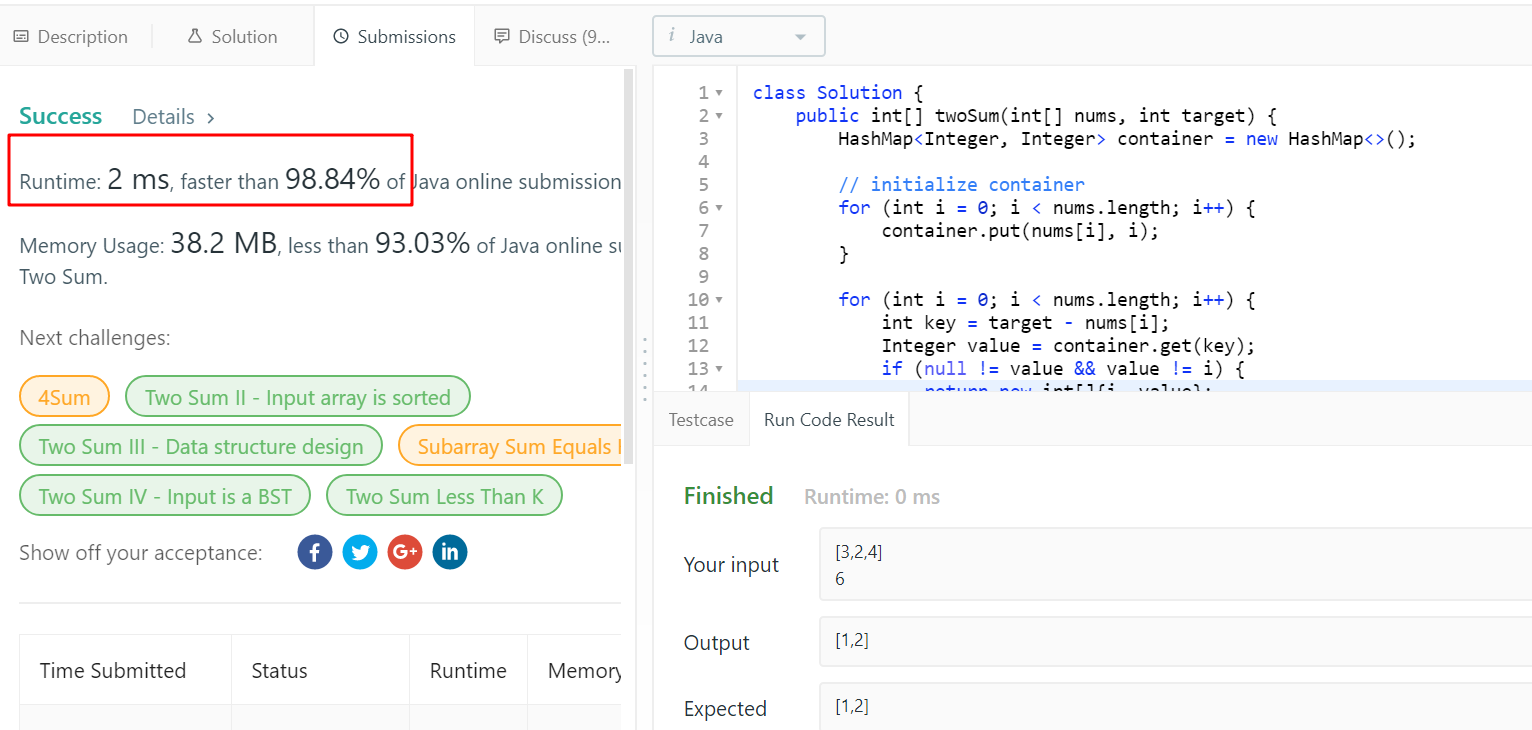 Description
Solution
Submissions
Discuss (9...
Success
Details >
Runtime: 2 ms, faster than 98.84% of Java online submission
Memory Usage: 38.2 MB, less than 93.03% of Java online su
Two Sum.
Next challenges:
4Sum
Two Sum II - Input array is sorted
Two Sum III - Data structure design
Subarray Sum Equals
Two Sum IV - Input is a BST
Two Sum Less Than K
Show off your acceptance:
f
G+
in
Time Submitted
Status
Runtime
Memory
i Java
1 class Solution {
2 public int[] twoSum(int[] nums, int target) {
3 HashMap<Integer, Integer> container = new HashMap<>();
4
5 // initialize container
6 for (int i = 0; i < nums.length; i++) {
7 container.put(nums[i], i);
8 }
9
10 for (int i = 0; i < nums.length; i++) {
11 int key = target - nums[i];
12 Integer value = container.get(key);
13 if (null != value && value != i) {
14 return new int[]{i, value};
Testcase
Run Code Result
Finished
Runtime: 0 ms
Your input
[3,2,4]
6
Output
[1,2]
Expected
[1,2]